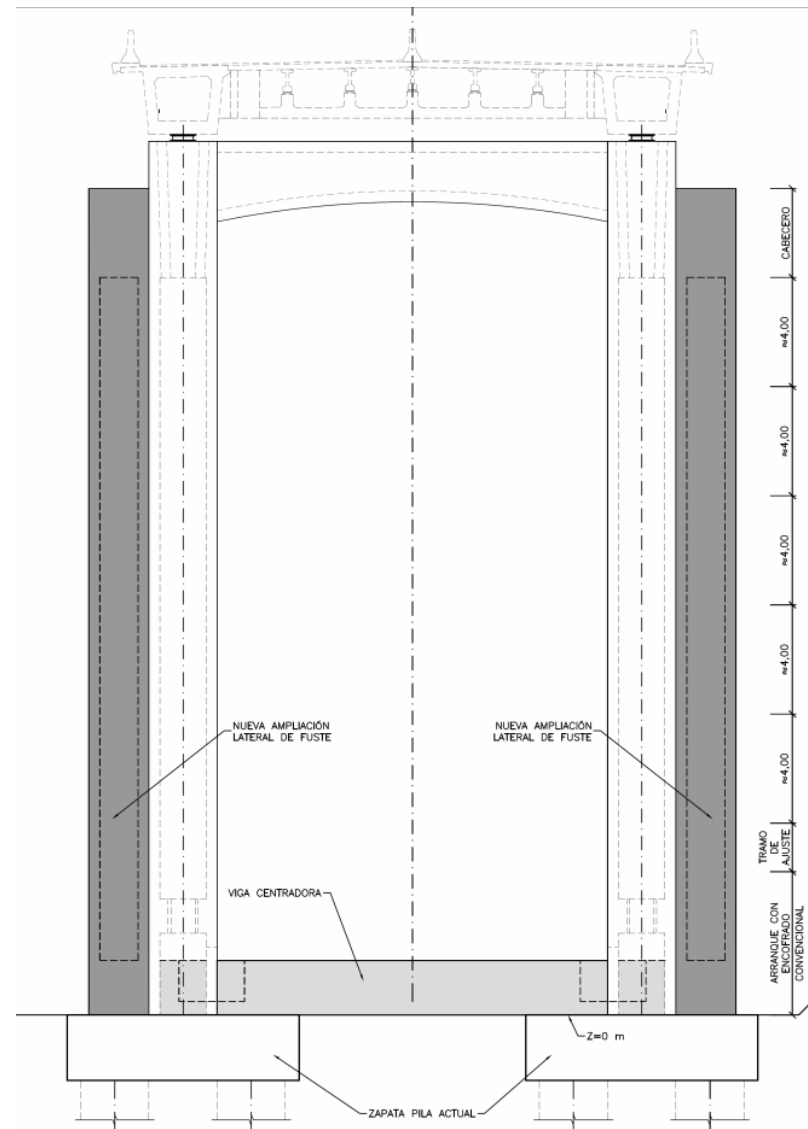 CABECERO
≈4,00
≈4,00
≈4,00
≈4,00
≈4,00
NUEVA AMPLIACIÓN
LATERAL DE FUSTE
NUEVA AMPLIACIÓN
LATERAL DE FUSTE
TRAMO
DE
AJUSTE
VIGA CENTRADORA
ARRANQUE CON
ENCOFRADO
CONVENCIONAL
Z=0 m
ZAPATA PILA ACTUAL